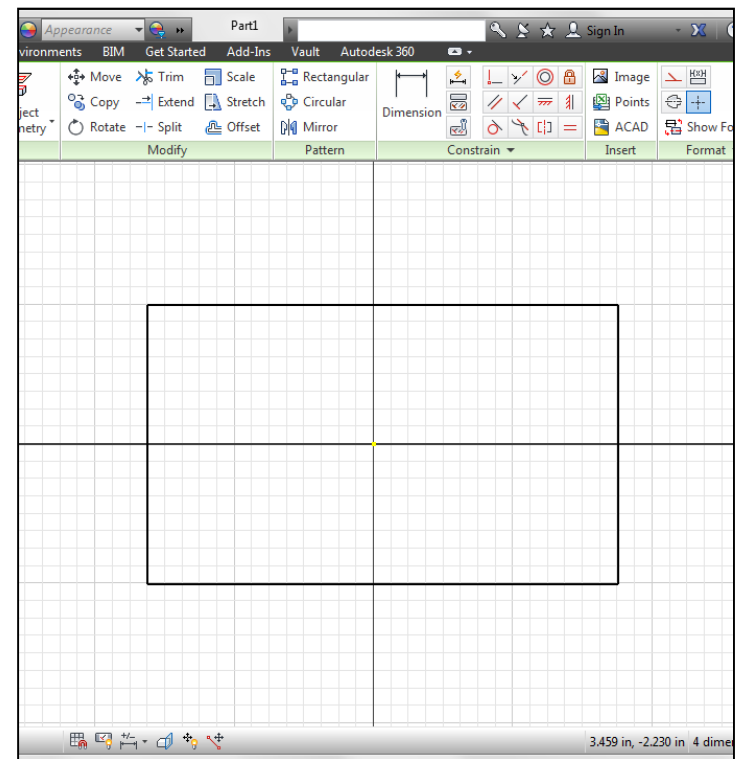 Appearance Part1 Sign In
vironments BIM Get Started Add-Ins Vault Autodesk 360
Move Trim Scale Rectangular Image
ject Copy Extend Stretch Circular Dimension Points
metry Rotate Split Offset Mirror ACAD Show Fo
Modify Pattern Constrain Insert Format
3.459 in, -2.230 in 4 dimer